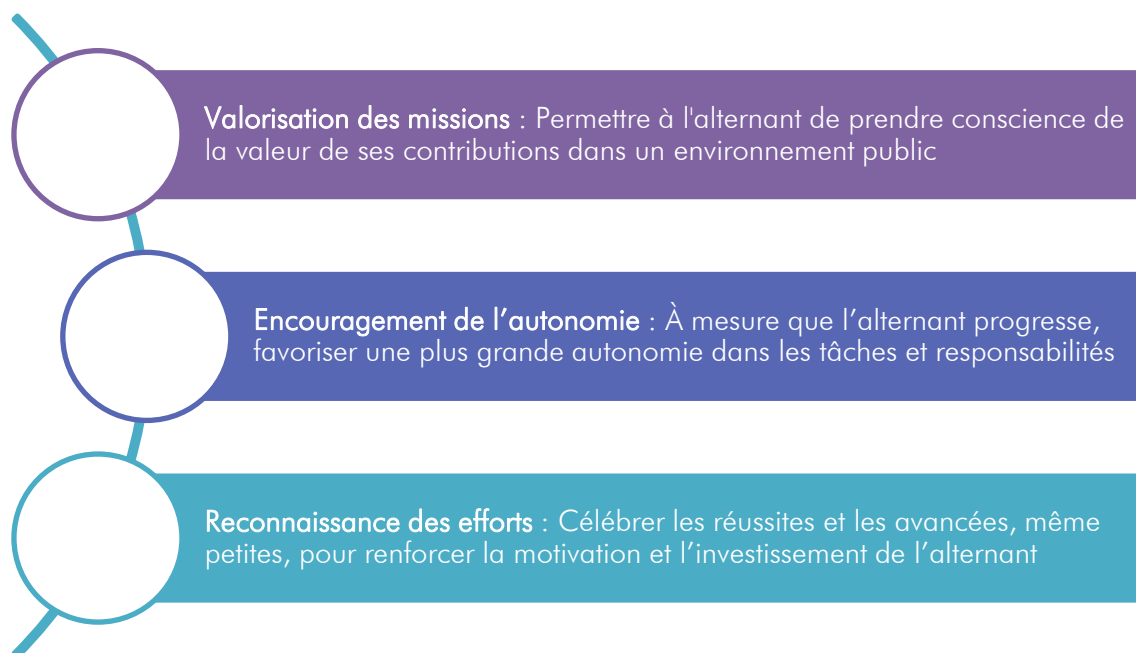 Valorisation des missions : Permettre à l'alternant de prendre conscience de
la valeur de ses contributions dans un environnement public
Encouragement de l’autonomie : À mesure que l’alternant progresse,
favoriser une plus grande autonomie dans les tâches et responsabilités
Reconnaissance des efforts : Célébrer les réussites et les avancées, même
petites, pour renforcer la motivation et l’investissement de l’alternant